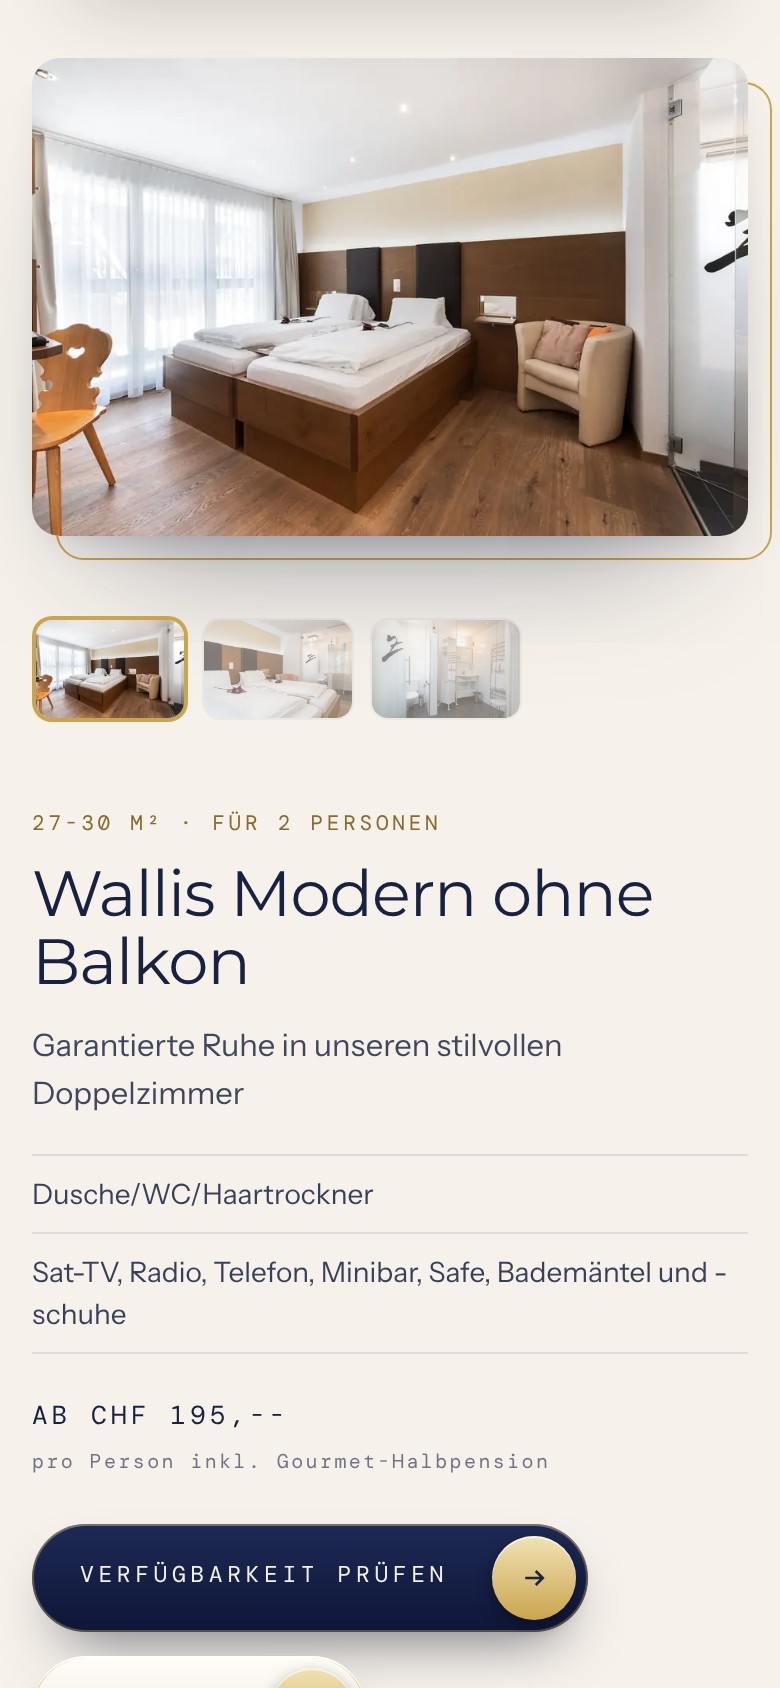 27-30 M² · FÜR 2 PERSONEN
Wallis Modern ohne
Balkon
Garantierte Ruhe in unseren stilvollen
Doppelzimmer
Dusche/WC/Haartrockner
Sat-TV, Radio, Telefon, Minibar, Safe, Bademäntel und -
schuhe
AB CHF 195,--
pro Person inkl. Gourmet-Halbpension
VERFÜGBARKEIT PRÜFEN →